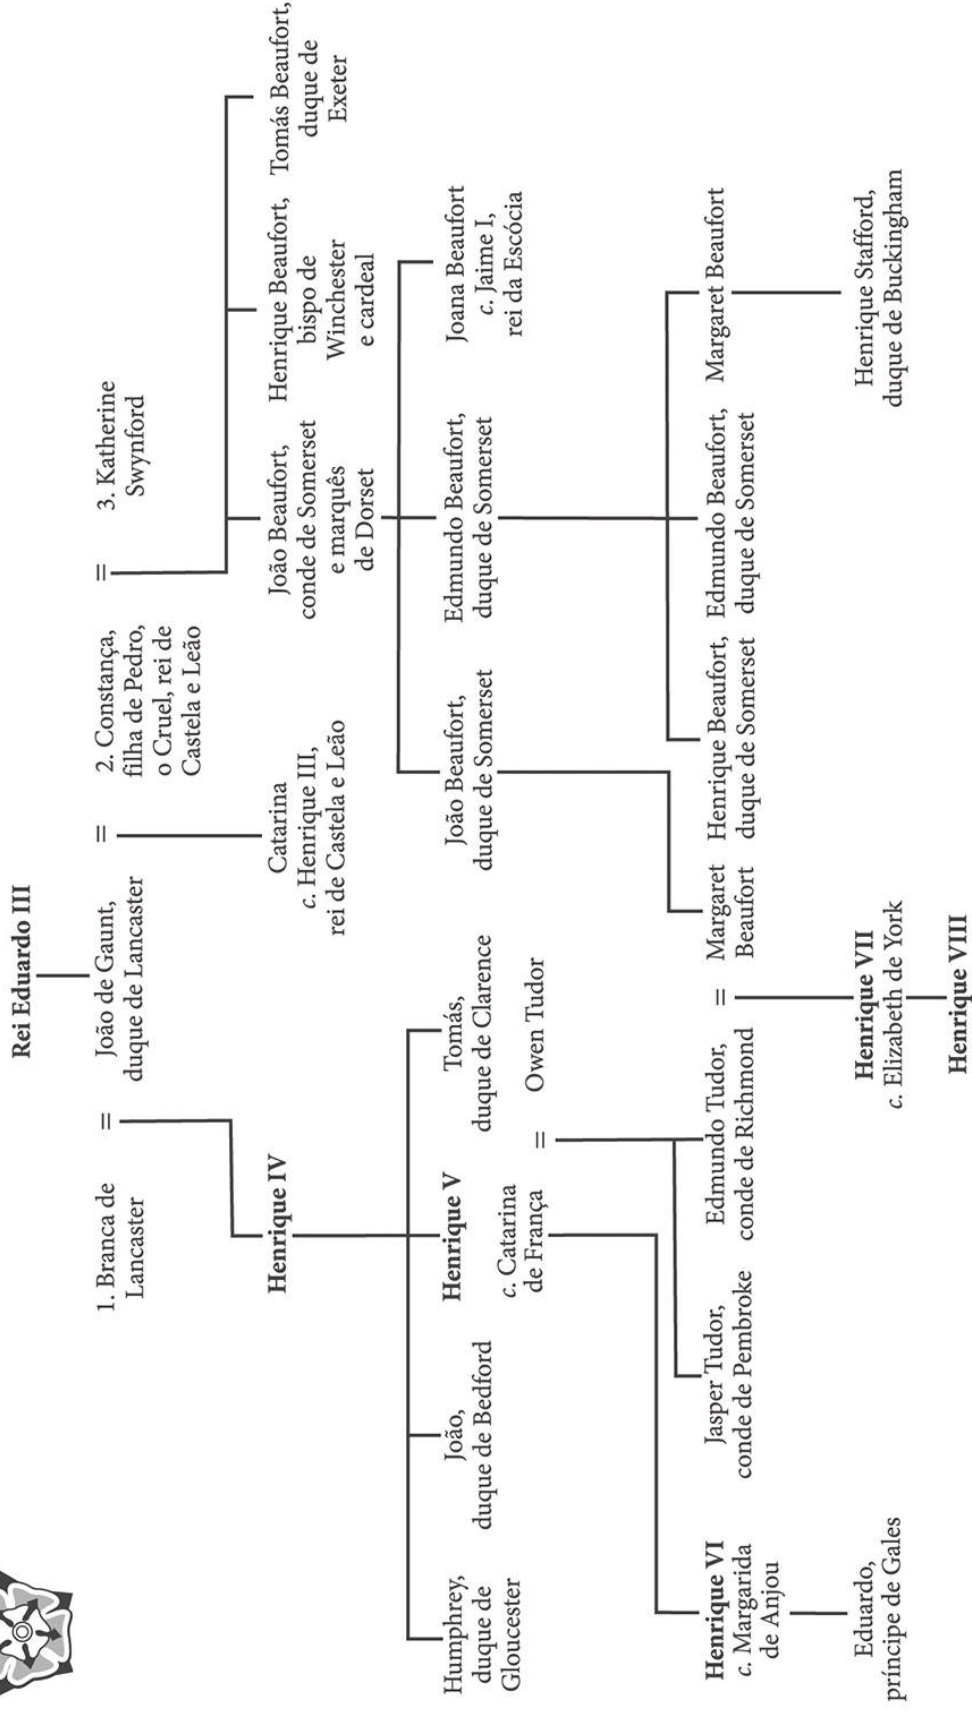 Rei Eduardo III
1. Branca de
Lancaster
=
João de Gaunt,
duque de Lancaster
=
2. Constança,
filha de Pedro,
o Cruel, rei de
Castela e Leão
=
3. Katherine
Swynford
Henrique IV
Catarina
c. Henrique III,
rei de Castela e Leão
João Beaufort,
conde de Somerset
e marquês
de Dorset
Henrique Beaufort,
bispo de
Winchester
e cardeal
Tomás Beaufort,
duque de
Exeter
Humphrey,
duque de
Gloucester
João,
duque de Bedford
Henrique V
c. Catarina
de França
=
Owen Tudor
Tomás,
duque de Clarence
João Beaufort,
duque de Somerset
Edmundo Beaufort,
duque de Somerset
Joana Beaufort
c. Jaime I,
rei da Escócia
Henrique VI
c. Margarida
de Anjou
Jasper Tudor,
conde de Pembroke
Edmundo Tudor,
conde de Richmond
=
Margaret
Beaufort
Henrique Beaufort,
duque de Somerset
Edmundo Beaufort,
duque de Somerset
Margaret Beaufort
Eduardo,
príncipe de Gales
Henrique VII
c. Elizabeth de York
Henrique Stafford,
duque de Buckingham
Henrique VIII